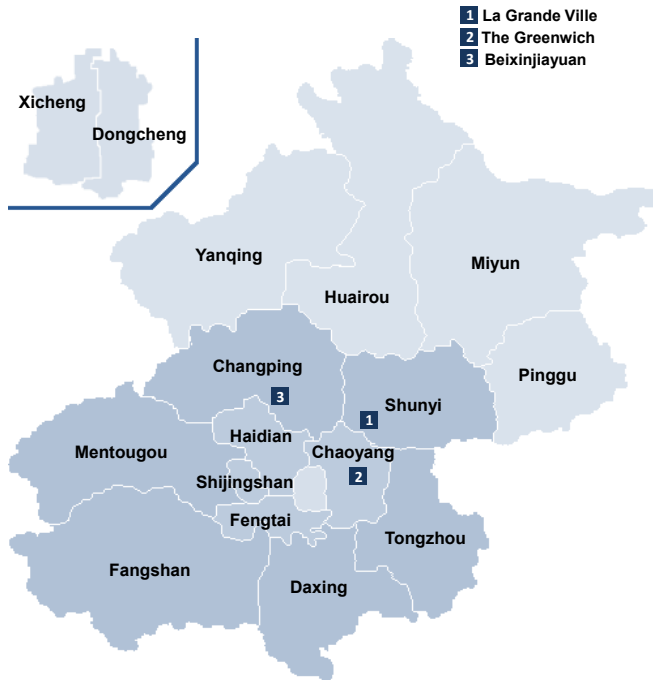 1 La Grande Ville
2 The Greenwich
3 Beixinjiayuan
Xicheng
Dongcheng
Yanqing
Miyun
Huairou
Changping
Pinggu
3
Shunyi
1
Haidian
Mentougou
Chaoyang
2
Shijingshan
Fengtai
Tongzhou
Fangshan
Daxing